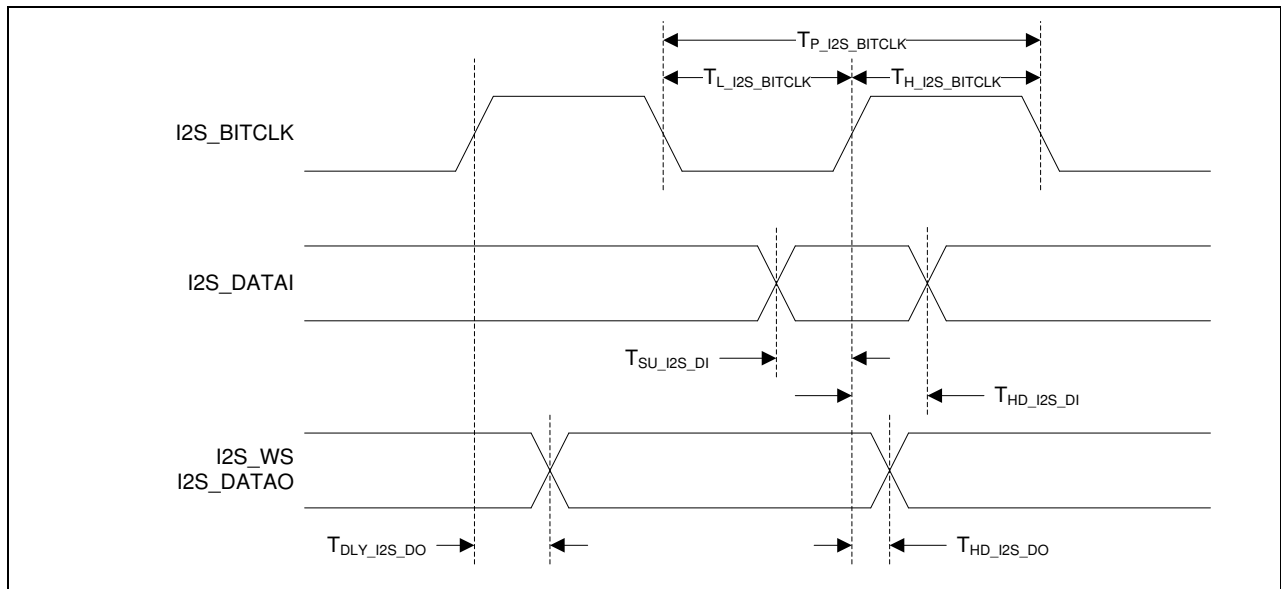 T_P_I2S_BITCLK
T_L_I2S_BITCLK T_H_I2S_BITCLK
I2S_BITCLK
I2S_DATAI
T_SU_I2S_DI
T_HD_I2S_DI
I2S_WS
I2S_DATAO
T_DLY_I2S_DO T_HD_I2S_DO